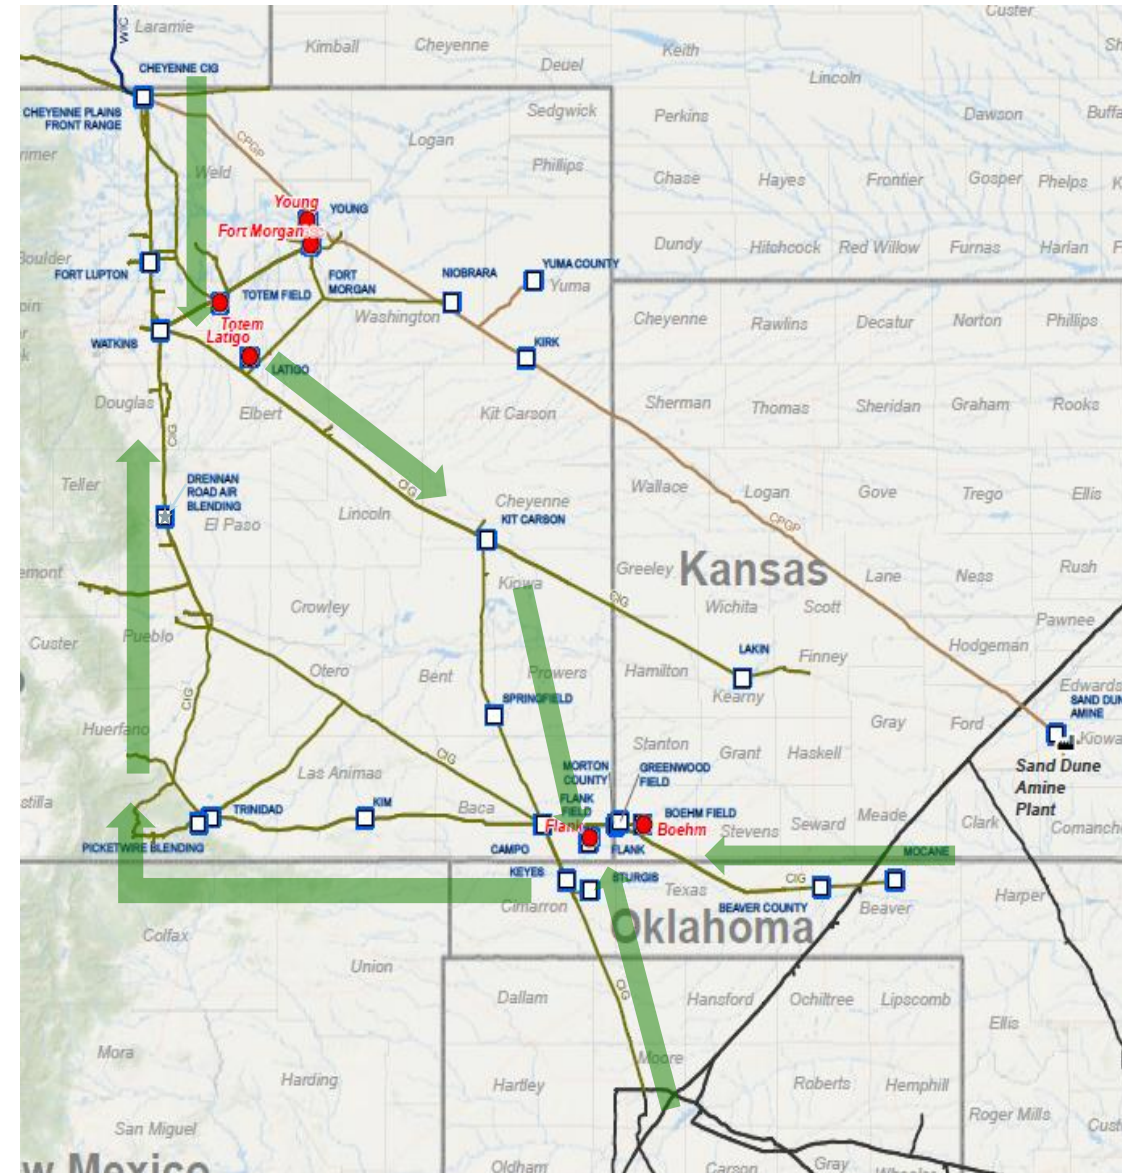 Laramie
WIC
Kimball
Cheyenne
Deuel
Keith
Lincoln
Custer
CHEYENNE CIG
CHEYENNE PLAINS
FRONT RANGE
Sedgwick
Perkins
Dawson
Logan
CPGP
Weld
Phillips
Chase
Hayes
Frontier
Gosper
Phelps
Young
YOUNG
Fort Morgan
Dundy
Hitchcock
Red Willow
Furnas
Harlan
Boulder
FORT LUPTON
FORT
MORGAN
NIOBRARA
YUMA COUNTY
Yuma
TOTEM FIELD
Totem
Washington
Cheyenne
Rawlins
Decatur
Norton
Phillips
WATKINS
Latigo
LATIGO
KIRK
Douglas
Elbert
Kit Carson
Sherman
Thomas
Sheridan
Graham
Rooks
CIG
Teller
DRENNAN
ROAD AIR
BLENDING
El Paso
Lincoln
CIG
Cheyenne
KIT CARSON
Wallace
Logan
Gove
Trego
Ellis
CPGP
Kiowa
Greeley
Kansas
Lane
Ness
Rush
CIG
Wichita
Scott
Pawnee
Crowley
Custer
Pueblo
Hodgeman
LAKIN
Finney
Otero
Bent
Prowers
Hamilton
Kearny
Edwards
CIG
SPRINGFIELD
SAND DUN
AMINE
Kiowa
Huerfano
Gray
Ford
Stanton
Grant
Haskell
CIG
Las Animas
MORTON
COUNTY
GREENWOOD
FIELD
Sand Dune
Amine
Plant
TRINIDAD
KIM
Baca
FLANK
FIELD
Flank
BOEHM FIELD
Boehm
Stevens
Seward
Meade
Clark
Comanche
PICKETWIRE BLENDING
CAMPO
FLANK
MOCANE
KEYES
STURGIS
Cimarron
Texas
CIG
BEAVER COUNTY
Beaver
Harper
Oklahoma
Colfax
Union
CIG
Dallam
Hansford
Ochiltree
Lipscomb
Ellis
Mora
Harding
Moore
Hartley
Roberts
Hemphill
Roger Mills
San Miguel
w Mexico
Oldham
Carson
Gray